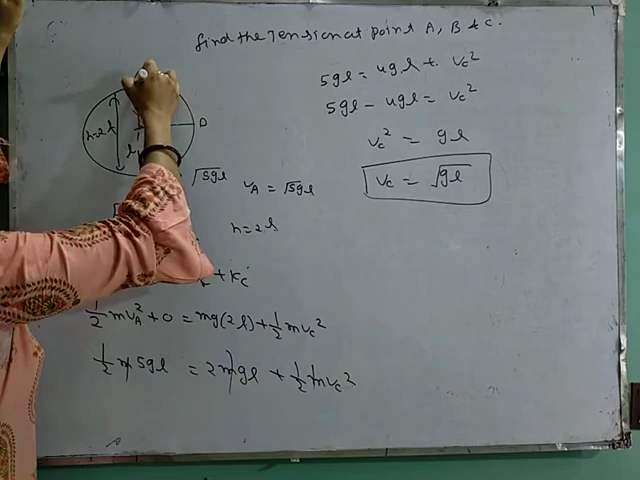 find the Tension at point A, B & C.
5gl = 4gl + vc²
5gl - 4gl = vc²
vc² = gl
vc = √gl
h=2l
D
l
√5gl
vA = √5gl
h=2l
+ Kc
1/2 mvA² + 0 = mg(2l) + 1/2 mvc²
1/2 m 5gl = 2mgl + 1/2 mvc²